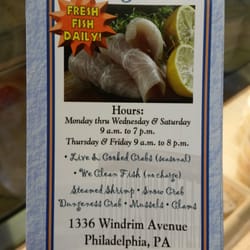 FRESH
FISH
DAILY!
Hours:
Monday thru Wednesday & Saturday
9 a.m. to 7 p.m.
Thursday & Friday 9 a.m. to 8 p.m.
• Live & Cooked Crabs (seasonal)
• We Clean Fish (no charge)
Steamed Shrimp • Snow Crab
Dungeness Crab • Mussels • Clams
1336 Windrim Avenue
Philadelphia, PA